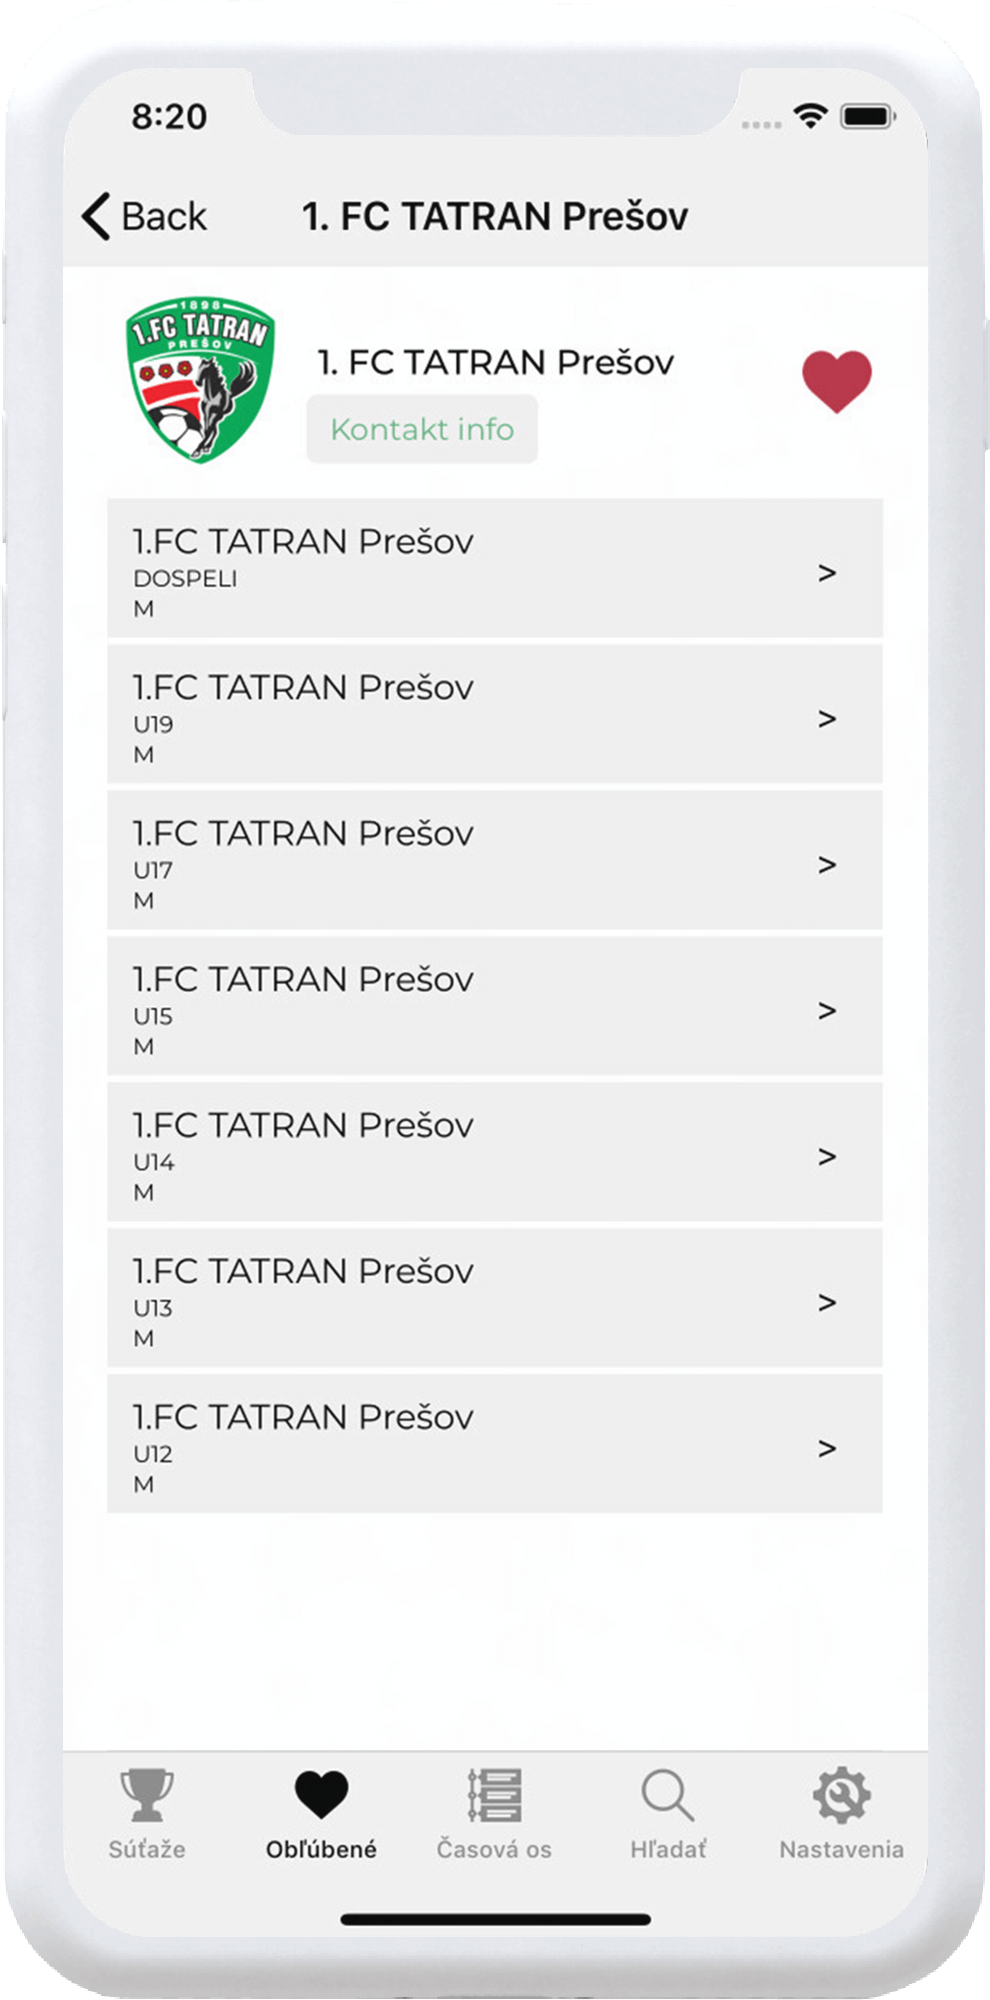 8:20
Back
1. FC TATRAN Prešov
1898
1.FC TATRAN
PREŠOV
1. FC TATRAN Prešov
Kontakt info
1.FC TATRAN Prešov
DOSPELI
M
>
1.FC TATRAN Prešov
U19
M
>
1.FC TATRAN Prešov
U17
M
>
1.FC TATRAN Prešov
U15
M
>
1.FC TATRAN Prešov
U14
M
>
1.FC TATRAN Prešov
U13
M
>
1.FC TATRAN Prešov
U12
M
>
Súťaže
Obľúbené
Časová os
Hľadať
Nastavenia